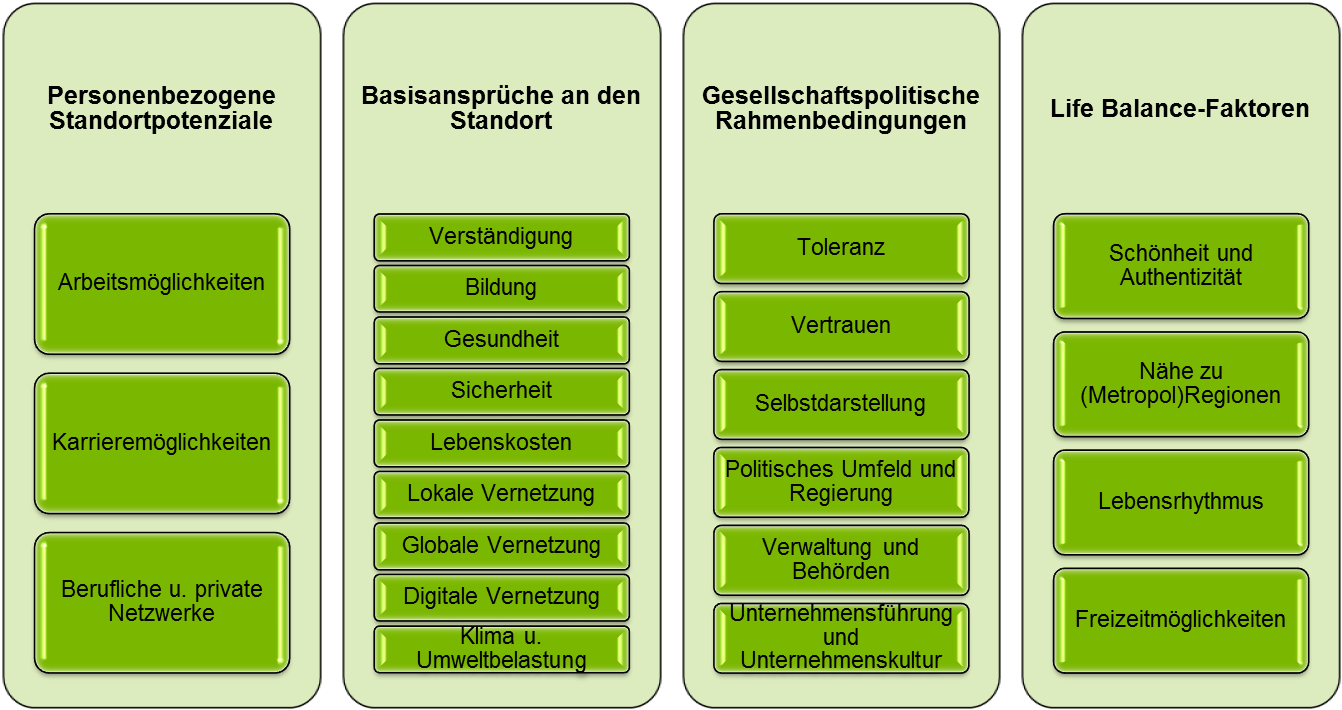 Personenbezogene
Standortpotenziale
Arbeitsmöglichkeiten
Karrieremöglichkeiten
Berufliche u. private
Netzwerke
Basisansprüche an den
Standort
Verständigung
Bildung
Gesundheit
Sicherheit
Lebenskosten
Lokale Vernetzung
Globale Vernetzung
Digitale Vernetzung
Klima u.
Umweltbelastung
Gesellschaftspolitische
Rahmenbedingungen
Toleranz
Vertrauen
Selbstdarstellung
Politisches Umfeld und
Regierung
Verwaltung und
Behörden
Unternehmensführung
und
Unternehmenskultur
Life Balance-Faktoren
Schönheit und
Authentizität
Nähe zu
(Metropol)Regionen
Lebensrhythmus
Freizeitmöglichkeiten